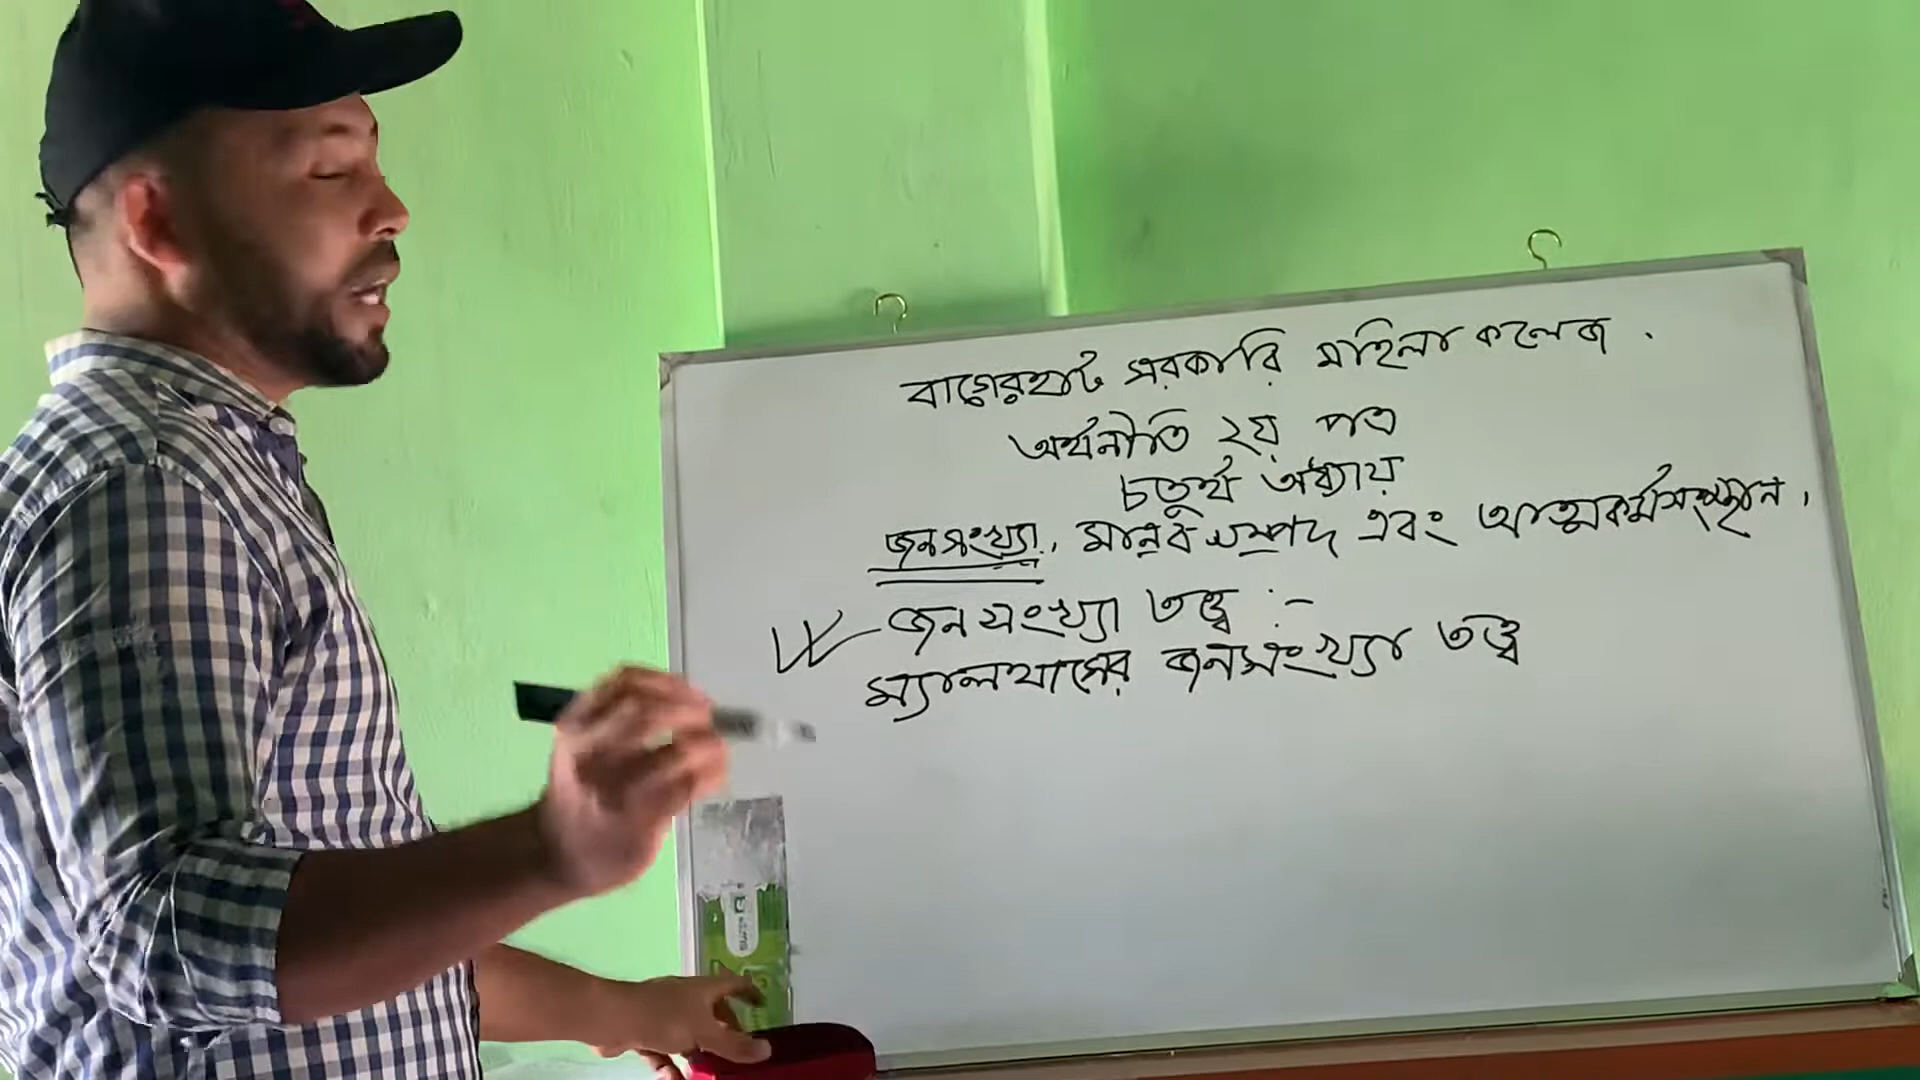 বাগেরহাট সরকারি মহিলা কলেজ .
অর্থনীতি ২য় পত্র
চতুর্থ অধ্যায়
জনসংখ্যা, মানব সম্পদ এবং আত্মকর্মসংস্থান ,
জনসংখ্যা তত্ত্ব :-
ম্যালথাসের জনসংখ্যা তত্ত্ব